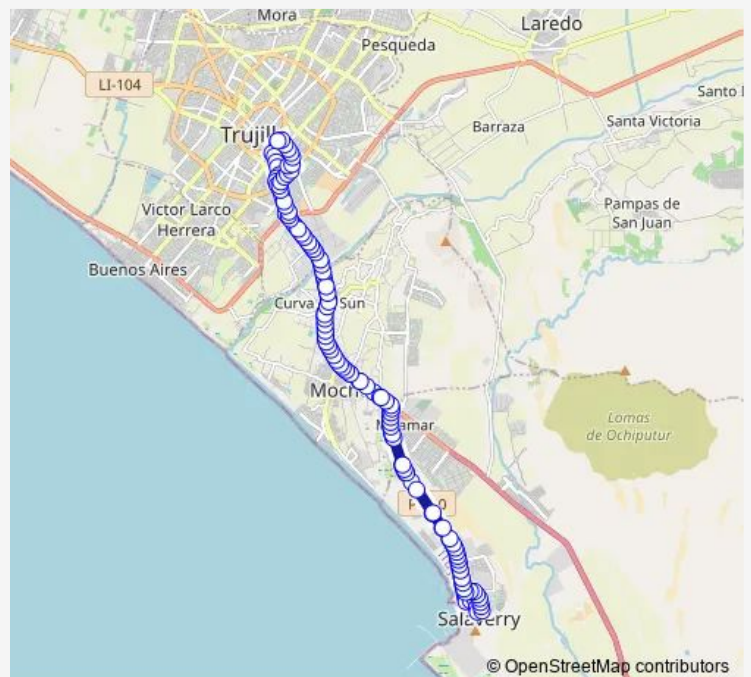 Mora
Laredo
Pesqueda
LI-104
Santo
Trujill
Barraza
Santa Victoria
Pampas de
San Juan
Victor Larco
Herrera
Buenos Aires
Curva
Sun
Moch
Lomas
de Ochiputur
amar
0
Salaverry
© OpenStreetMap contributors